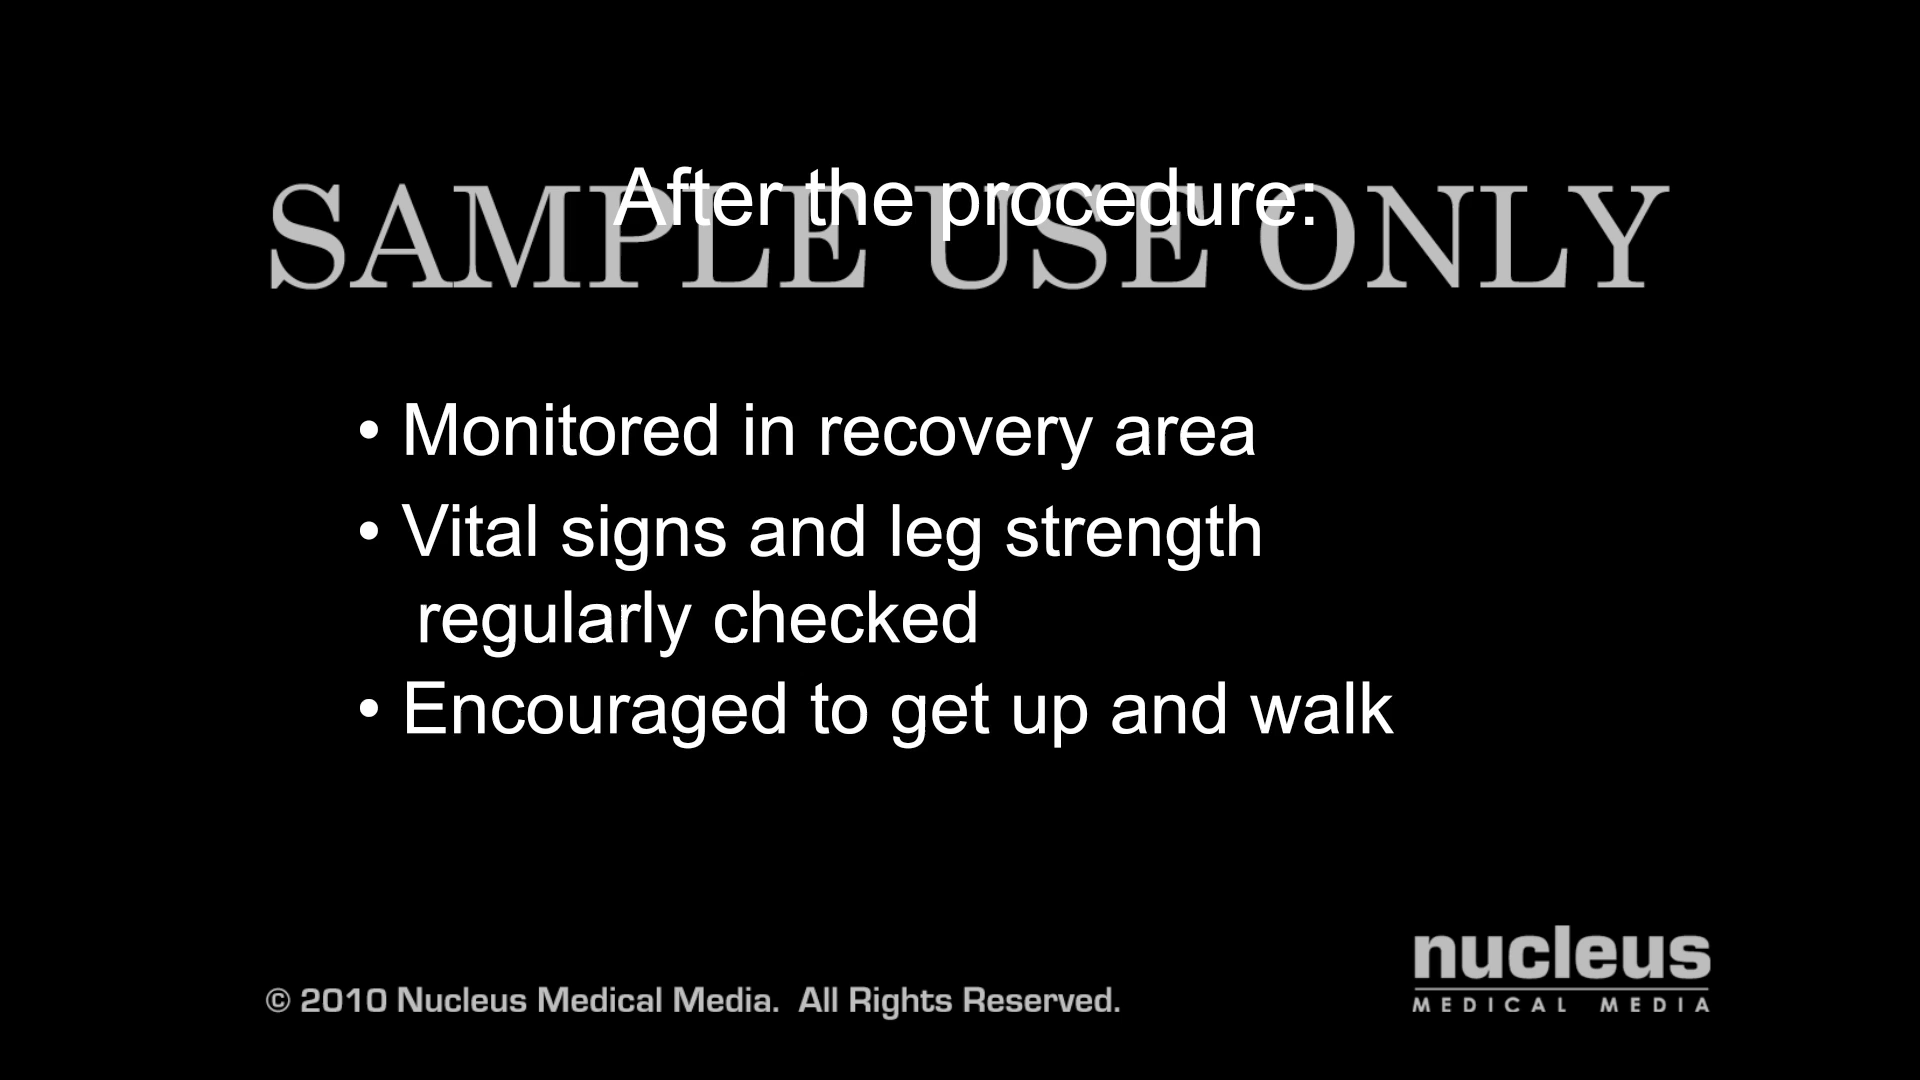 After the procedure:
SAMPLE USE ONLY
• Monitored in recovery area
• Vital signs and leg strength
regularly checked
• Encouraged to get up and walk
nucleus
MEDICAL MEDIA
© 2010 Nucleus Medical Media. All Rights Reserved.